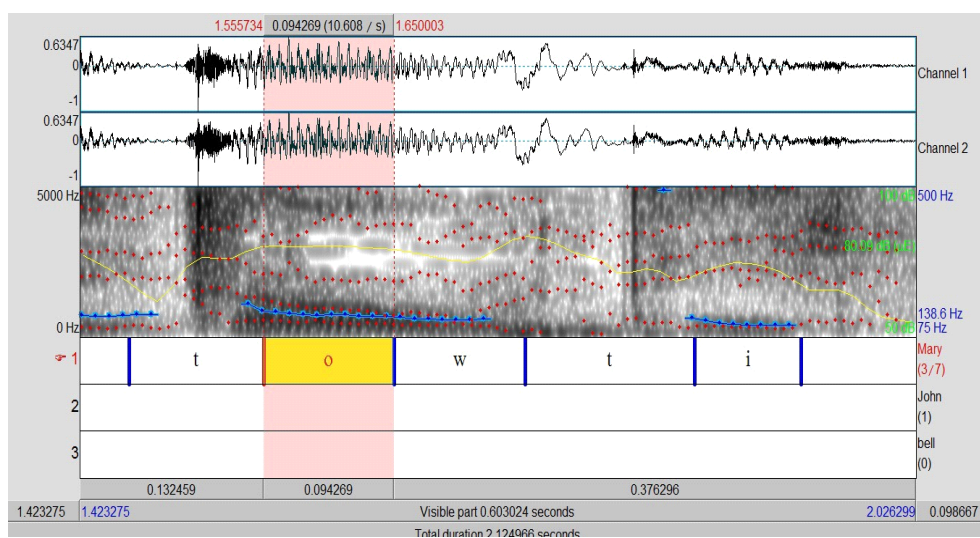 1.555734 0.094269 (10.608 / s) 1.650003
0.6347
0
-1
Channel 1
0.6347
0
-1
Channel 2
5000 Hz 500 Hz
138.6 Hz
0 Hz 75 Hz
1 t o w t i Mary
(3/7)
2 John
(1)
3 bell
(0)
0.132459 0.094269 0.376296
1.423275 1.423275 Visible part 0.603024 seconds 2.026299 0.098667
Total duration 2.124966 seconds